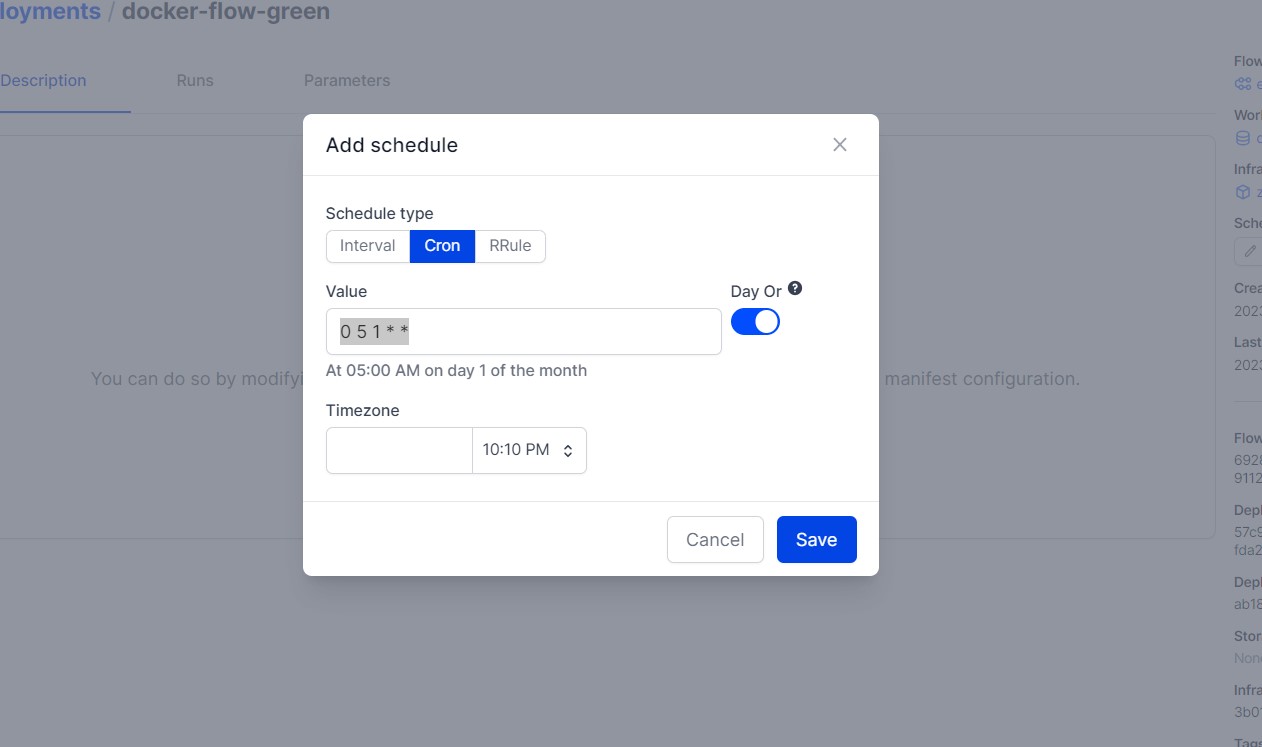 loyments / docker-flow-green
Description Runs Parameters
Add schedule
Schedule type
Interval Cron RRule
Value
Day Or ?
0 5 1 * *
At 05:00 AM on day 1 of the month
Timezone
10:10 PM
Cancel Save
You can do so by modifyi
manifest configuration.
Flow
e
Work
Infra
z
Sche
Crea
2023
Last
2023
Flow
6928
9112
Depl
57c9
fda2
Depl
ab18
Stor
None
Infra
3b01
Tags